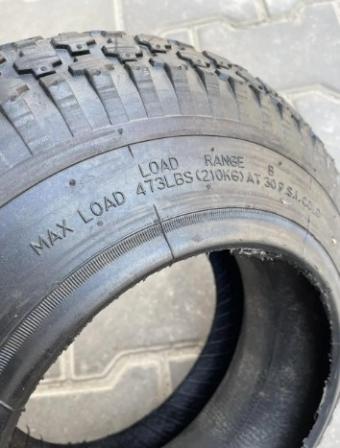 LOAD RANGE B
MAX LOAD 473LBS(210KG) AT 30 P.S.I. COLD